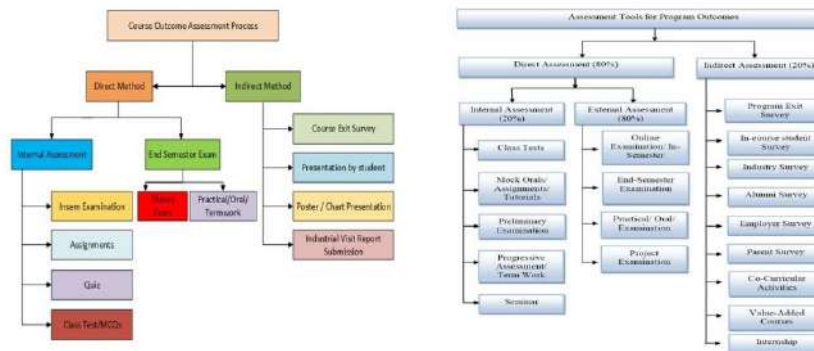 Course Outcome Assessment Process
Direct Method
Indirect Method
Internal Assessment
End Semester Exam
Course Exit Survey
Presentation by student
Poster / Chart Presentation
Industrial Visit Report
Submission
Insem Examination
Theory
Exam
Practical/Oral/
Termwork
Assignments
Quiz
Class Test/MCQs
Assessment Tools for Program Outcomes
Direct Assessment (80%)
Indirect Assessment (20%)
Internal Assessment
(20%)
External Assessment
(80%)
Class Tests
Mock Orals/
Assignments/
Tutorials
Preliminary
Examination
Progressive
Assessment/
Term Work
Seminar
Online
Examination/ In-
Semester
End-Semester
Examination
Practical/ Oral/
Examination
Project
Examination
Program Exit
Survey
In-course student
Survey
Industry Survey
Alumni Survey
Employer Survey
Parent Survey
Co-Curricular
Activities
Value-Added
Courses
Internship